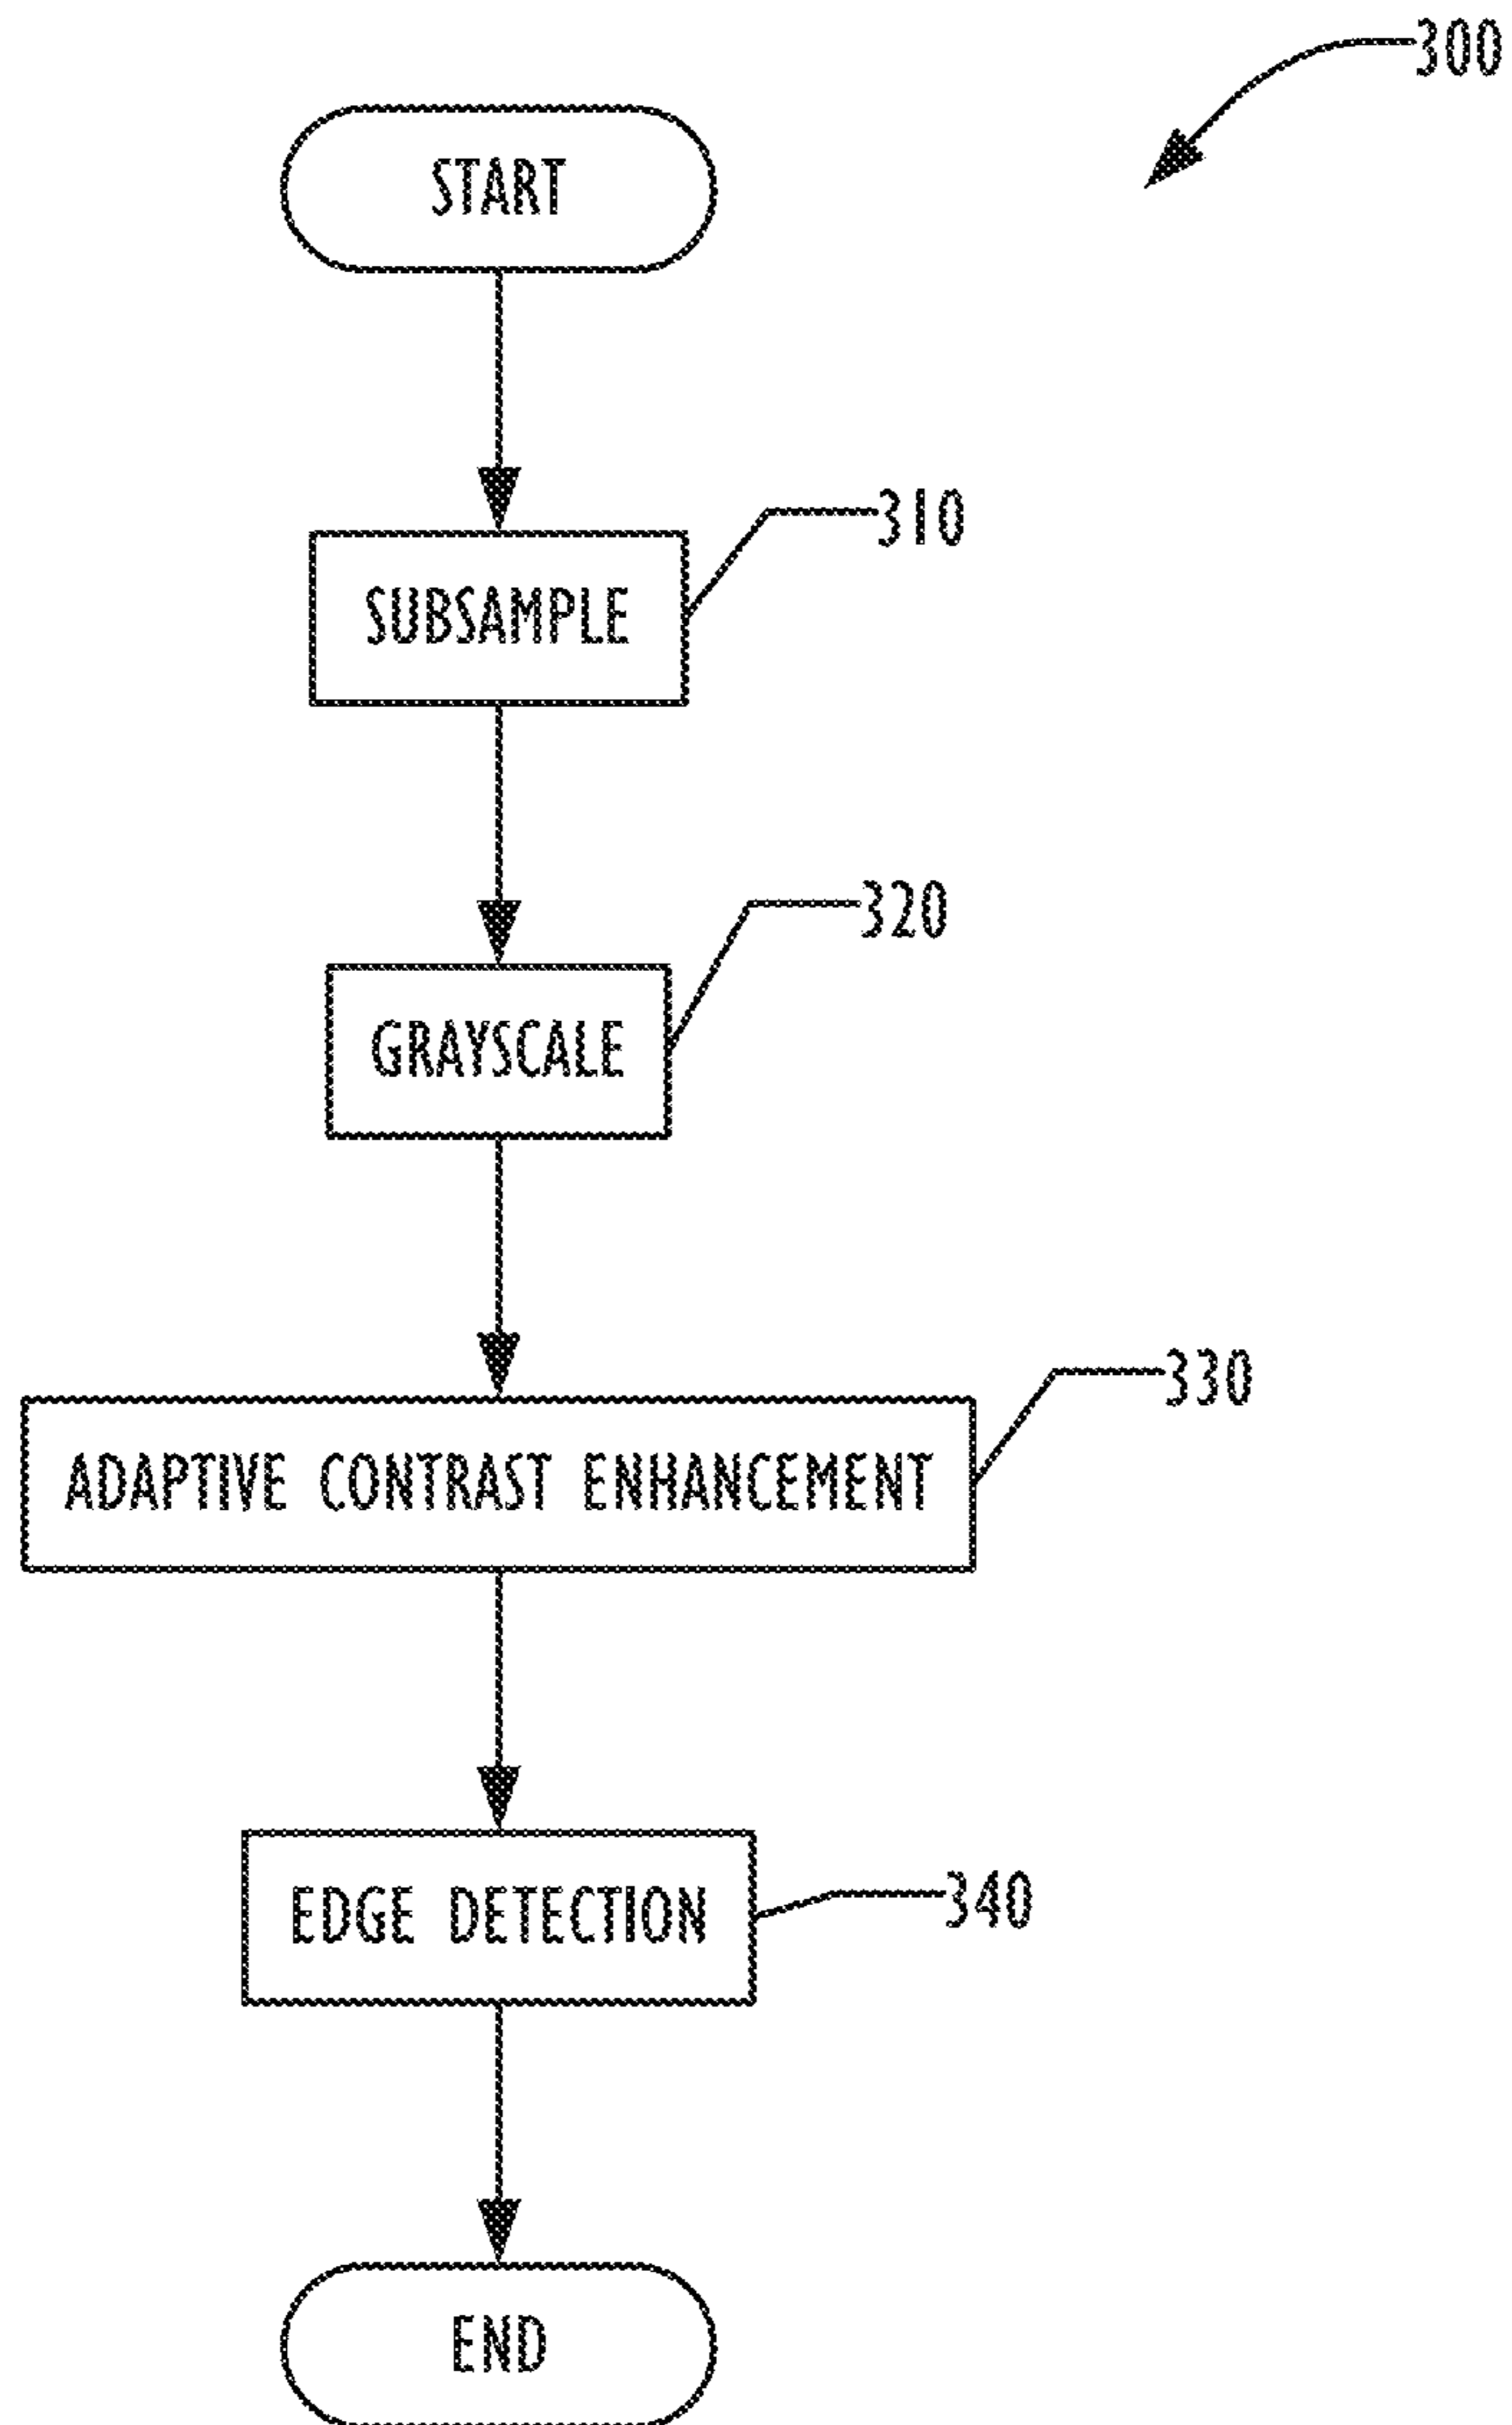 300
START
310
SUBSAMPLE
320
GRAYSCALE
330
ADAPTIVE CONTRAST ENHANCEMENT
340
EDGE DETECTION
END